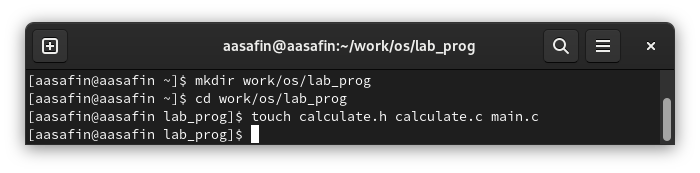 aasafin@aasafin:~/work/os/lab_prog
[aasafin@aasafin ~]$ mkdir work/os/lab_prog
[aasafin@aasafin ~]$ cd work/os/lab_prog
[aasafin@aasafin lab_prog]$ touch calculate.h calculate.c main.c
[aasafin@aasafin lab_prog]$